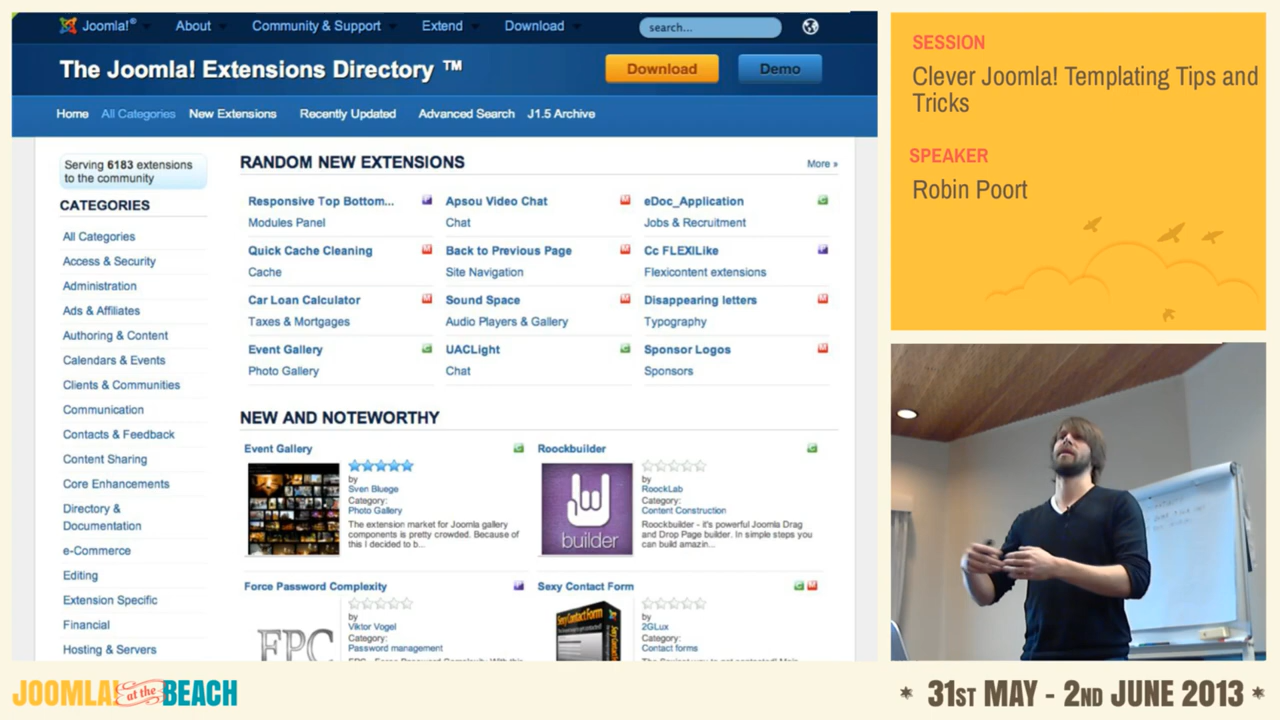 Joomla!®
About
Community & Support
Extend
Download
search...
The Joomla! Extensions Directory ™
Download
Demo
Home
All Categories
New Extensions
Recently Updated
Advanced Search
J1.5 Archive
Serving 6183 extensions
to the community
CATEGORIES
All Categories
Access & Security
Administration
Ads & Affiliates
Authoring & Content
Calendars & Events
Clients & Communities
Communication
Contacts & Feedback
Content Sharing
Core Enhancements
Directory &
Documentation
e-Commerce
Editing
Extension Specific
Financial
Hosting & Servers
RANDOM NEW EXTENSIONS
More »
Responsive Top Bottom...
Modules Panel
Apsou Video Chat
Chat
eDoc_Application
Jobs & Recruitment
Quick Cache Cleaning
Cache
Back to Previous Page
Site Navigation
Cc FLEXILike
Flexicontent extensions
Car Loan Calculator
Taxes & Mortgages
Sound Space
Audio Players & Gallery
Disappearing letters
Typography
Event Gallery
Photo Gallery
UACLight
Chat
Sponsor Logos
Sponsors
NEW AND NOTEWORTHY
Event Gallery
by
Sven Bluege
Category:
Photo Gallery
The extension market for Joomla gallery
components is pretty crowded. Because of
this I decided to b...
Roockbuilder
builder
by
RoockLab
Category:
Content Construction
Roockbuilder - it's powerful Joomla Drag
and Drop Page builder. In simple steps you
can build amazin...
Force Password Complexity
FPC
by
Viktor Vogel
Category:
Password management
Sexy Contact Form
Sexy Contact Form
by
2GLux
Category:
Contact forms
SESSION
Clever Joomla! Templating Tips and
Tricks
SPEAKER
Robin Poort
JOOMLA! at the BEACH
* 31ST MAY - 2ND JUNE 2013 *